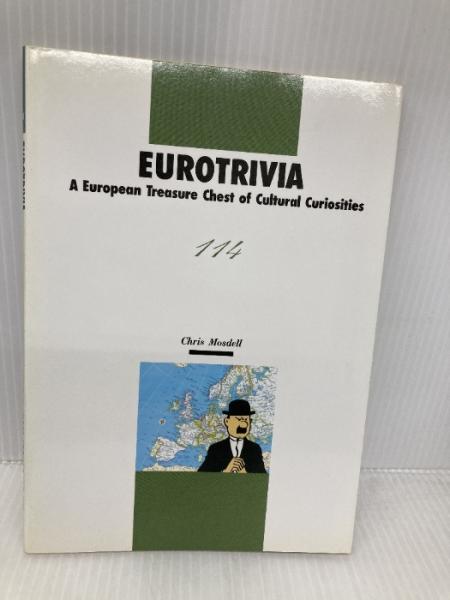 EUROTRIVIA
A European Treasure Chest of Cultural Curiosities
114
Chris Mosdell